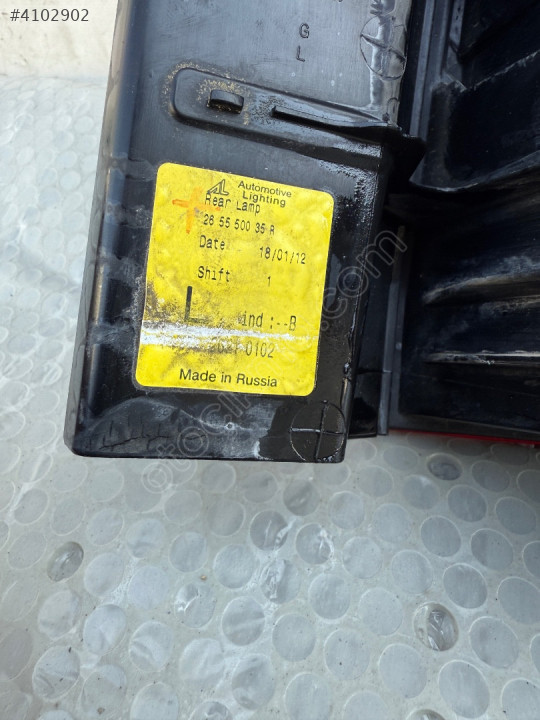 #4102902
G
L
Automotive
Lighting
Rear Lamp
26 55 500 35 R
Date 18/01/12
Shift 1
L ind :--B
0102
Made in Russia